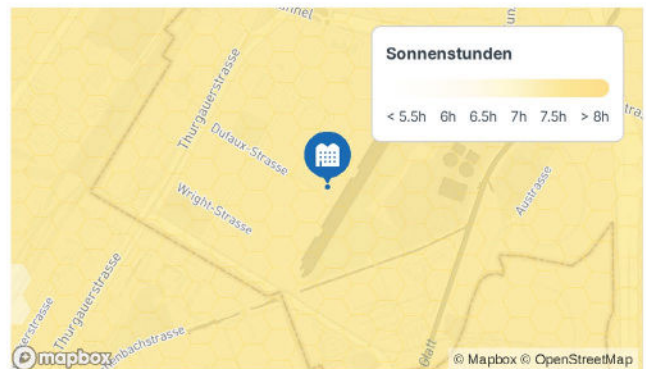 Sonnenstunden
< 5.5h 6h 6.5h 7h 7.5h > 8h
Thurgauerstrasse
Dufaux-Strasse
Wright-Strasse
Austrasse
Thurgauerstrasse
Glatt
mapbox
© Mapbox © OpenStreetMap